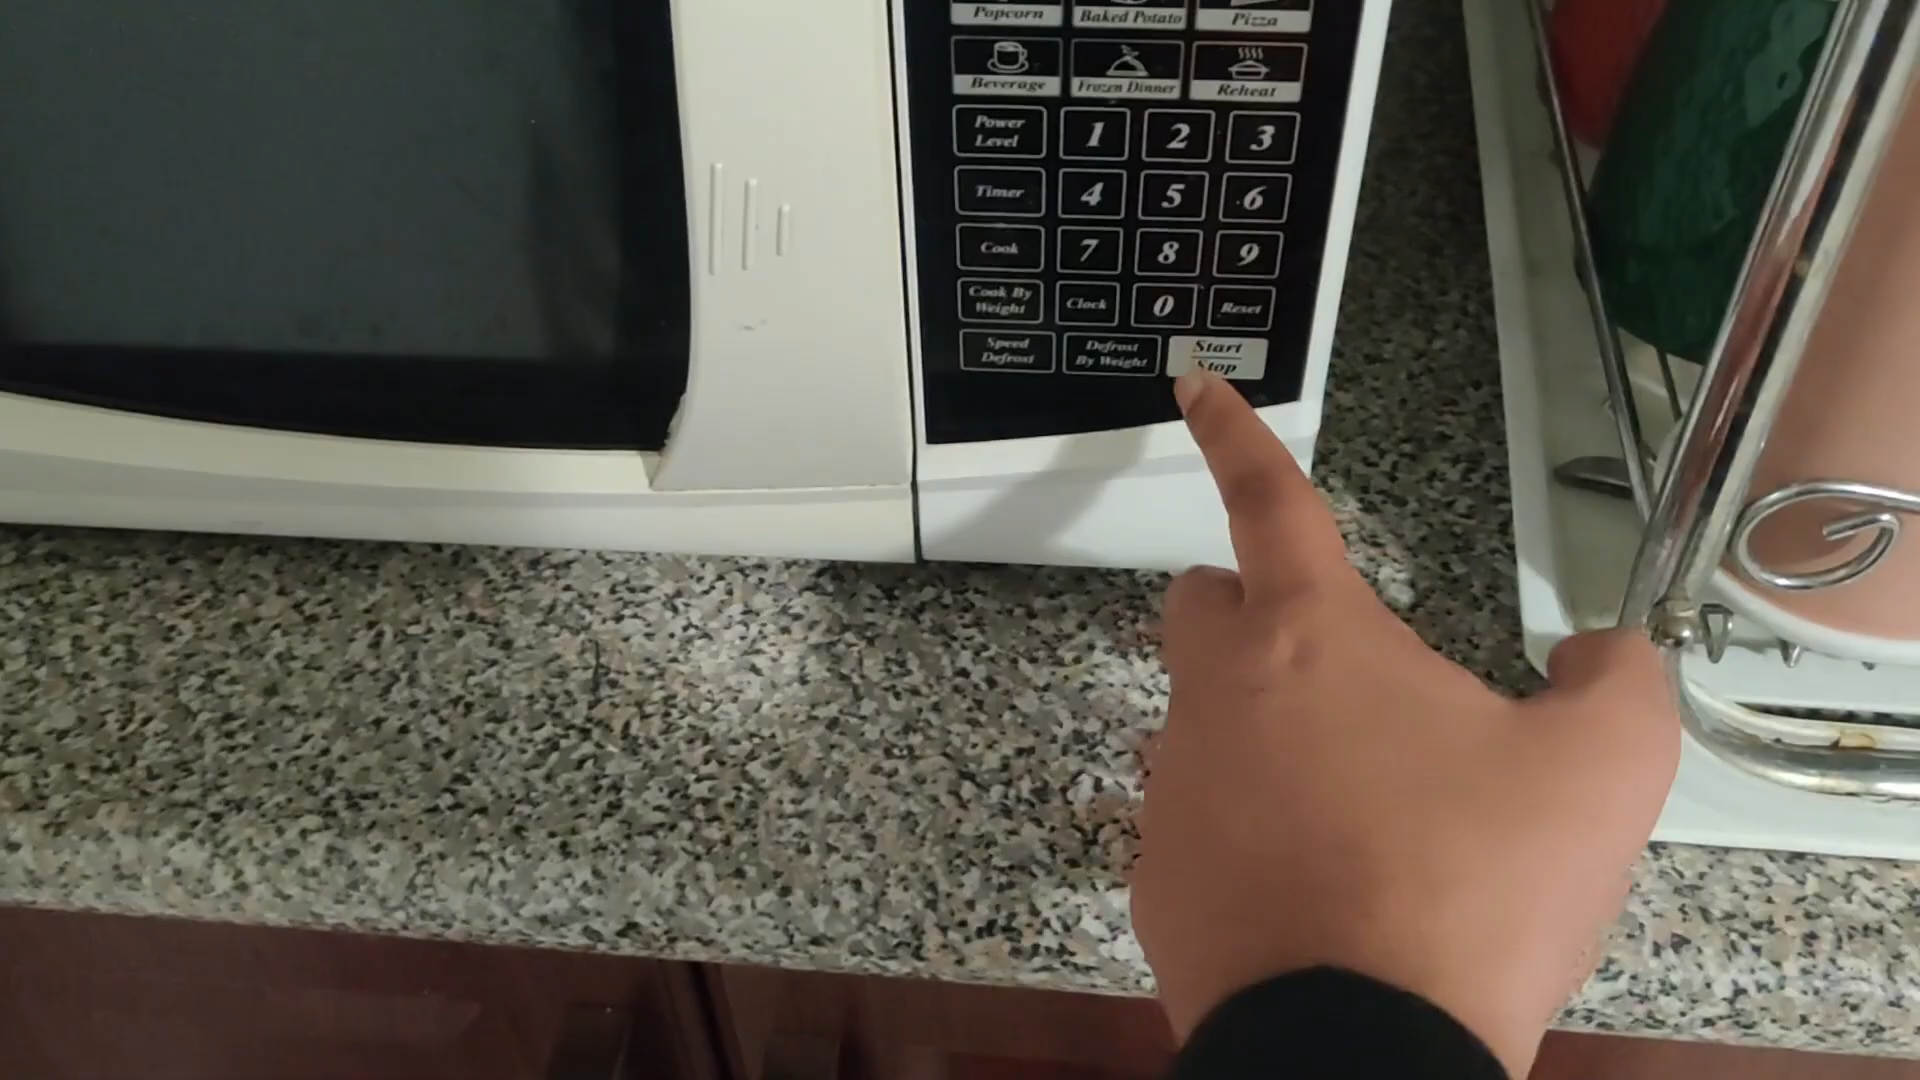 Popcorn Baked Potato Pizza
Beverage Frozen Dinner Reheat
Power
Level
1 2 3
Timer 4 5 6
Cook 7 8 9
Cook By
Weight
Clock 0 Reset
Speed
Defrost
Defrost
By Weight
Start
Stop